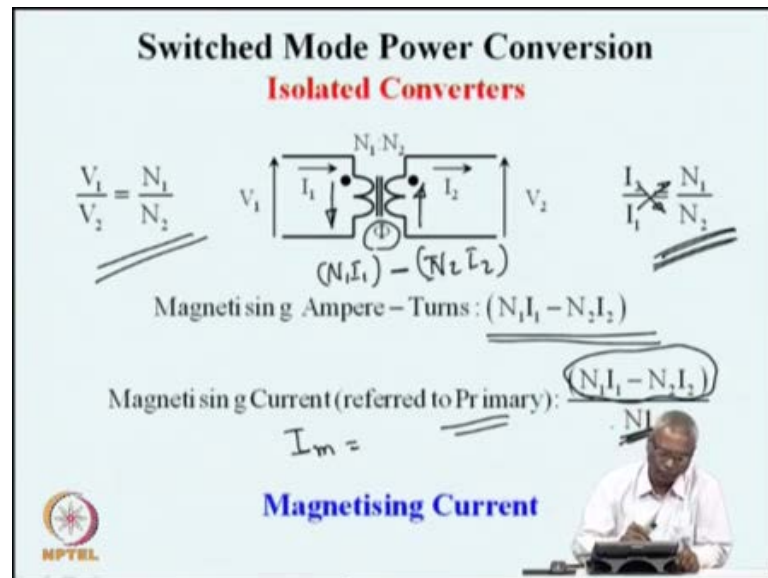 Switched Mode Power Conversion
Isolated Converters
N₁:N₂
V₁/V₂ = N₁/N₂
V₁
I₁
I₂
V₂
I₂/I₁ = N₁/N₂
Φ
(N₁I₁) - (N₂I₂)
Magnetising Ampere – Turns : (N₁I₁ – N₂I₂)
Magnetising Current (referred to Primary): (N₁I₁ – N₂I₂)/N1
Im =
Magnetising Current
NPTEL